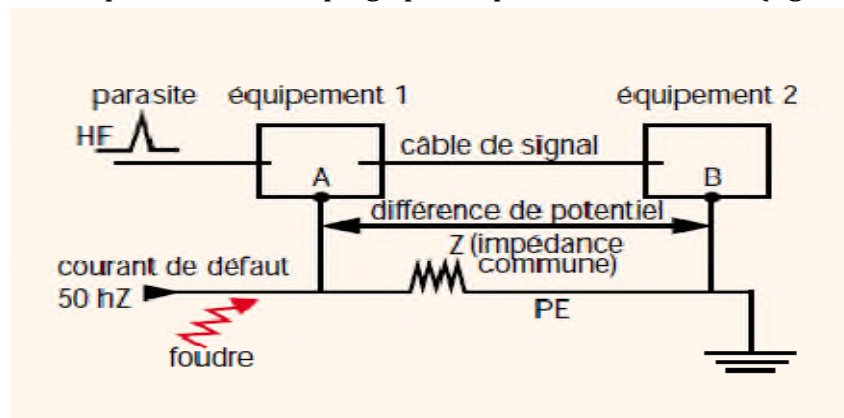 parasite équipement 1 équipement 2
HF
câble de signal
A B
différence de potentiel
Z (impédance
commune)
courant de défaut
50 hZ
PE
foudre